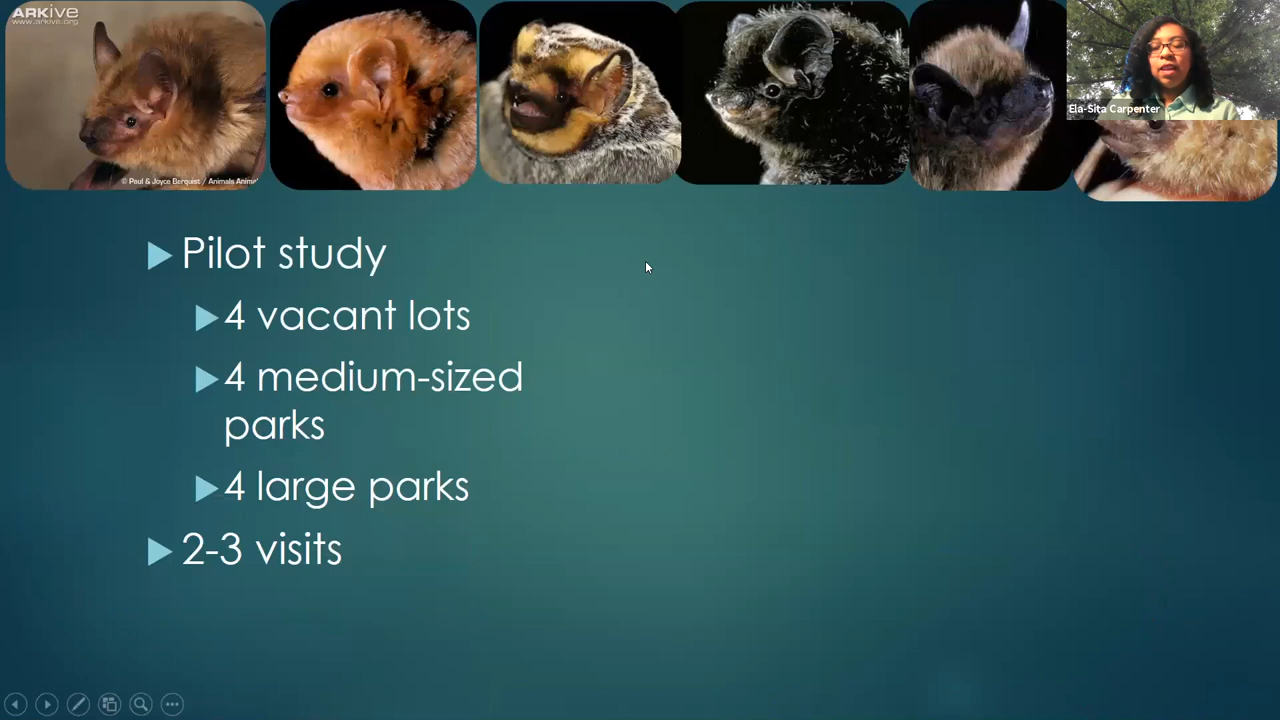 ARKive
www.arkive.org
Ela-Sita Carpenter
© Paul & Joyce Berquist / Animals Anima
Pilot study
4 vacant lots
4 medium-sized
parks
4 large parks
2-3 visits